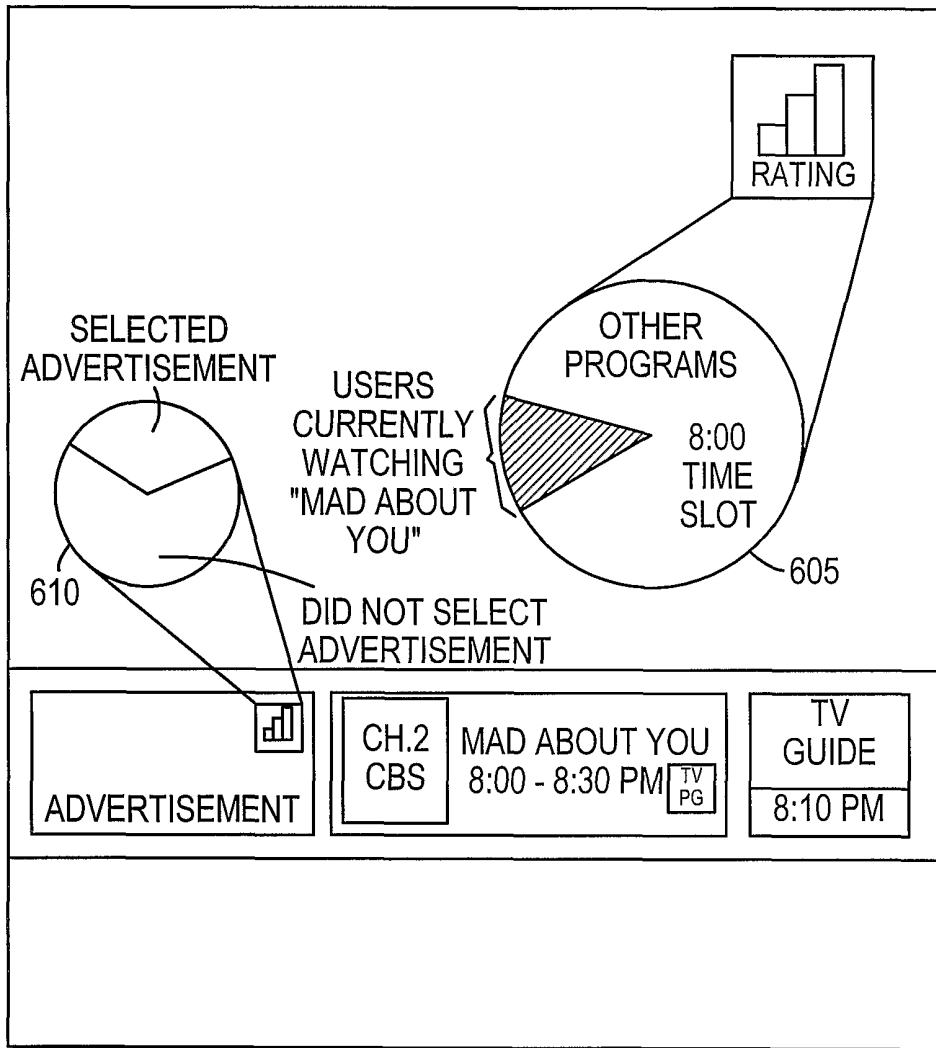 RATING
OTHER
PROGRAMS
8:00
TIME
SLOT
605
USERS
CURRENTLY
WATCHING
"MAD ABOUT
YOU"
SELECTED
ADVERTISEMENT
610
DID NOT SELECT
ADVERTISEMENT
ADVERTISEMENT
CH.2
CBS
MAD ABOUT YOU
8:00 - 8:30 PM
TV
PG
TV
GUIDE
8:10 PM